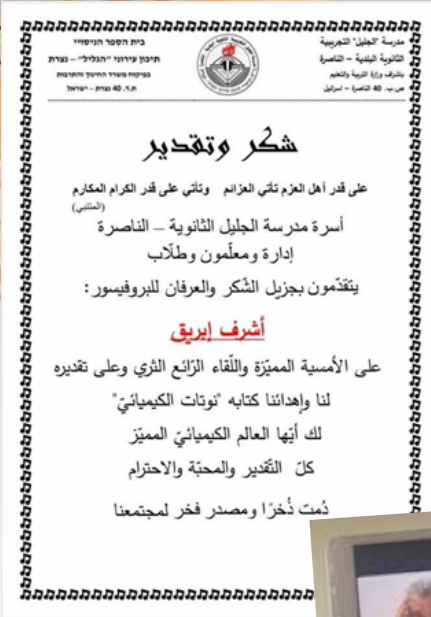 مدرسة "الجليل" التجريبية
الثانوية البلدية – الناصرة
باشراف وزارة التربية والتعليم
ص.ب. 40 الناصرة – اسرائيل
בית הספר הניסויי
תיכון עירוני "הגליל" – נצרת
בפיקוח משרד החינוך והתרבות
ת.ד. 40 נצרת – ישראל
شكر وتقدير
على قدر أهل العزم تأتي العزائم وتأتي على قدر الكرام المكارم
(المتنبي)
أسرة مدرسة الجليل الثانوية – الناصرة
إدارة ومعلّمون وطلّاب
يتقدّمون بجزيل الشّكر والعرفان للبروفيسور:
أشرف إبريق
على الأمسية المميّزة واللّقاء الرّائع الثري وعلى تقديره
لنا وإهدائنا كتابه "نوتات الكيميائيّ"
لك أيّها العالم الكيميائيّ المميّز
كلّ التّقدير والمحبّة والاحترام
دُمت ذُخرًا ومصدر فخر لمجتمعنا